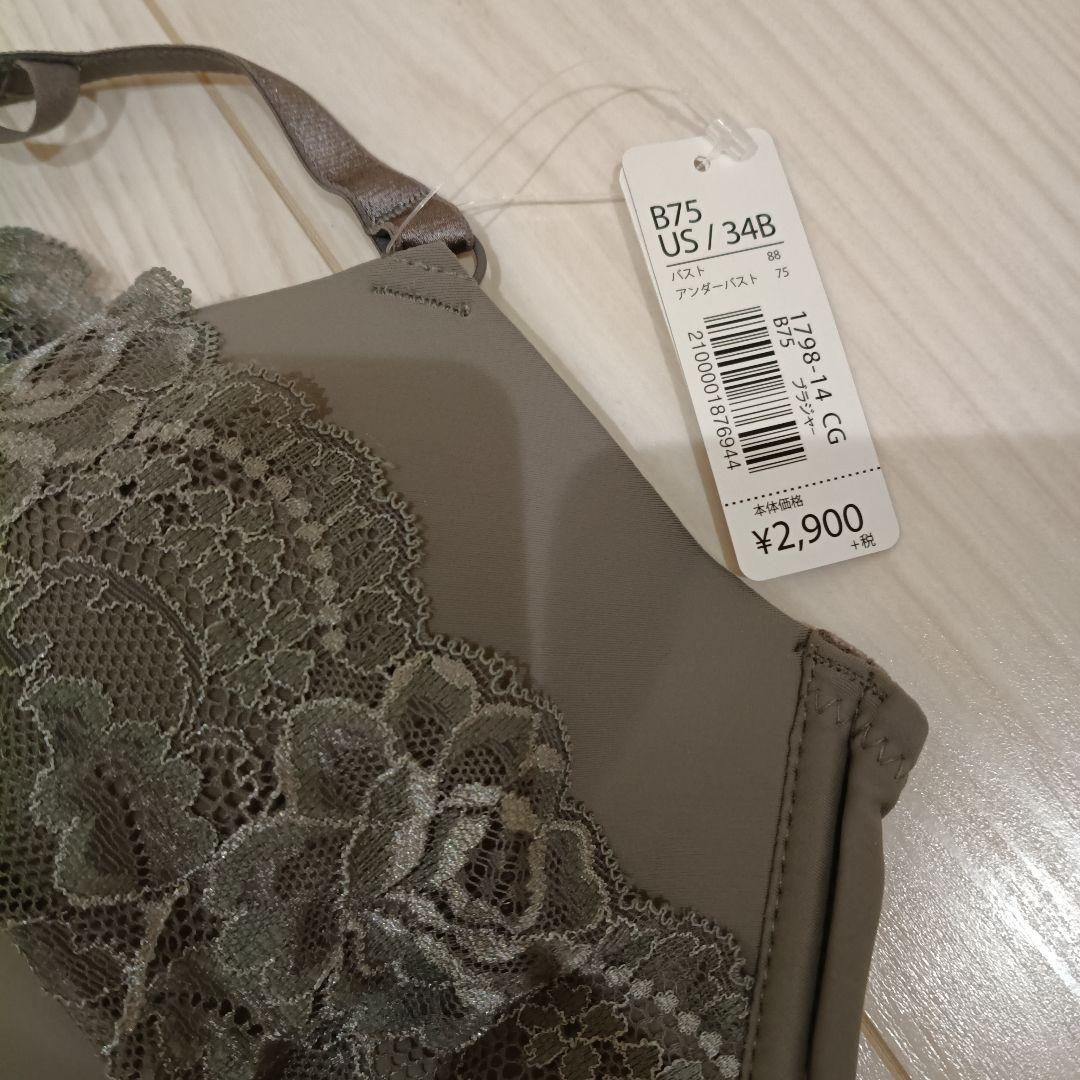 B75
US / 34B
バスト 88
アンダーバスト 75
1798-14 CG
B75 ブラジャー
2100001876944
本体価格
¥2,900
+税